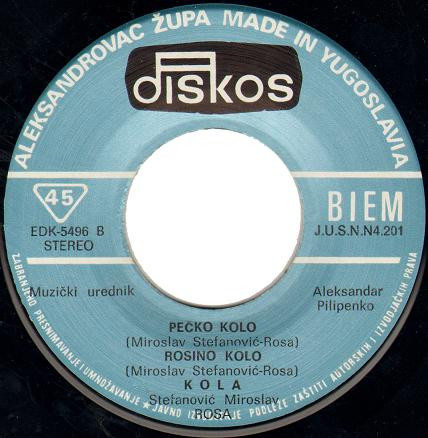 ALEKSANDROVAC ŽUPA MADE IN YUGOSLAVIA
diskos
45
BIEM
EDK-5496 B
J.U.S.N.N4.201
STEREO
Muzički urednik
Aleksandar
Pilipenko
PEĆKO KOLO
(Miroslav Stefanović-Rosa)
ROSINO KOLO
(Miroslav Stefanović-Rosa)
KOLA
Stefanović Miroslav
ROSA
ZABRANJENO PRESNIMAVANJE I UMNOŽAVANJE ★ JAVNO IZVOĐENJE PODLEŽE ZAŠTITI AUTORSKIH I IZVODJAČKIH PRAVA